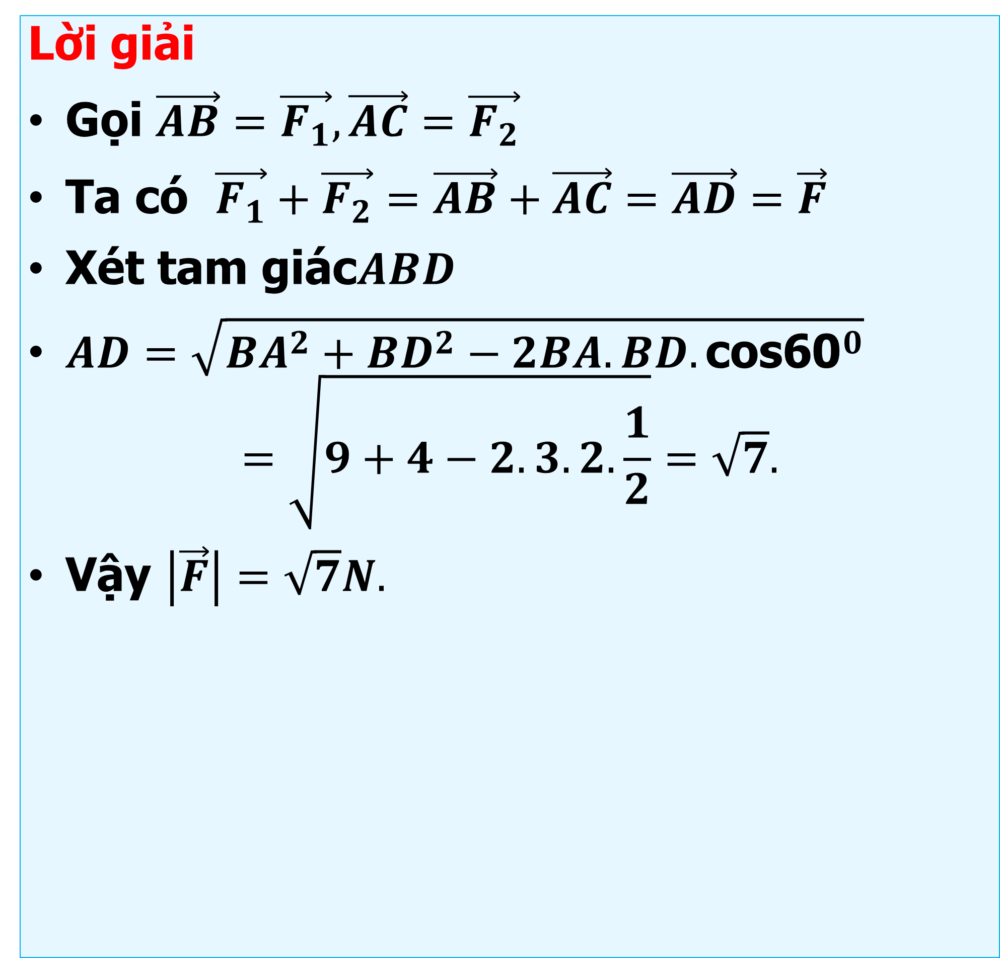 Lời giải
• Gọi $\overrightarrow{AB} = \overrightarrow{F_1}, \overrightarrow{AC} = \overrightarrow{F_2}$
• Ta có $\overrightarrow{F_1} + \overrightarrow{F_2} = \overrightarrow{AB} + \overrightarrow{AC} = \overrightarrow{AD} = \overrightarrow{F}$
• Xét tam giác$ABD$
• $AD = \sqrt{BA^2 + BD^2 - 2BA.BD.\cos60^0}$
$= \sqrt{9 + 4 - 2.3.2.\frac{1}{2}} = \sqrt{7}.$
• Vậy $\left|\overrightarrow{F}\right| = \sqrt{7}N.$